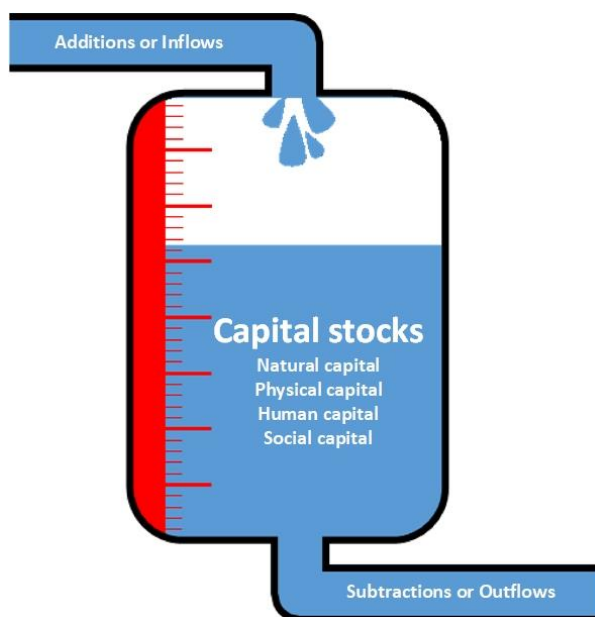 Additions or Inflows
Capital stocks
Natural capital
Physical capital
Human capital
Social capital
Subtractions or Outflows